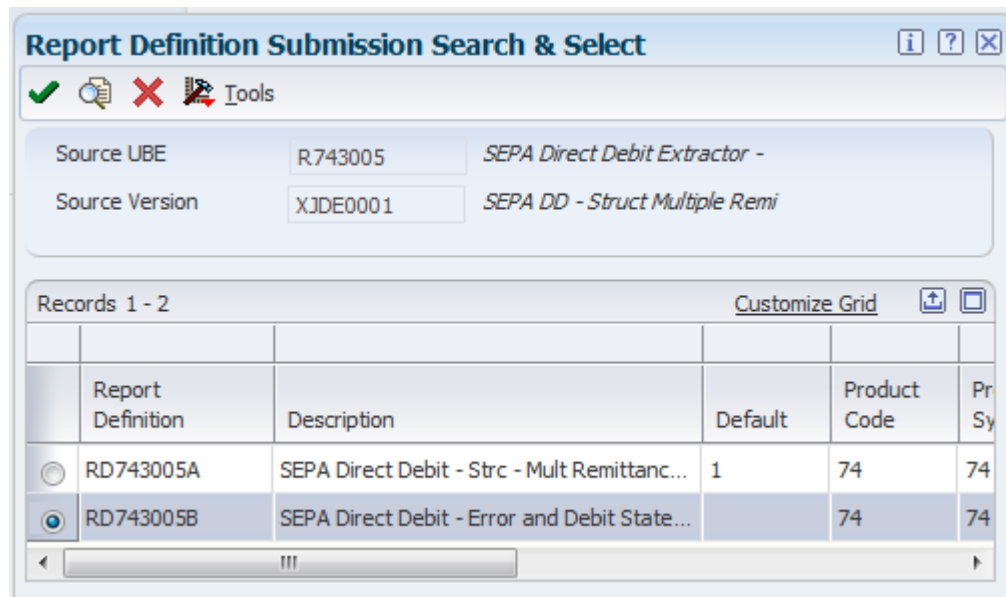 Report Definition Submission Search & Select
Tools
Source UBE R743005 SEPA Direct Debit Extractor -
Source Version XJDE0001 SEPA DD - Struct Multiple Remi
Records 1 - 2 Customize Grid
Report Definition Description Default Product Code Pr Sy
RD743005A SEPA Direct Debit - Strc - Mult Remittanc... 1 74 74
RD743005B SEPA Direct Debit - Error and Debit State... 74 74